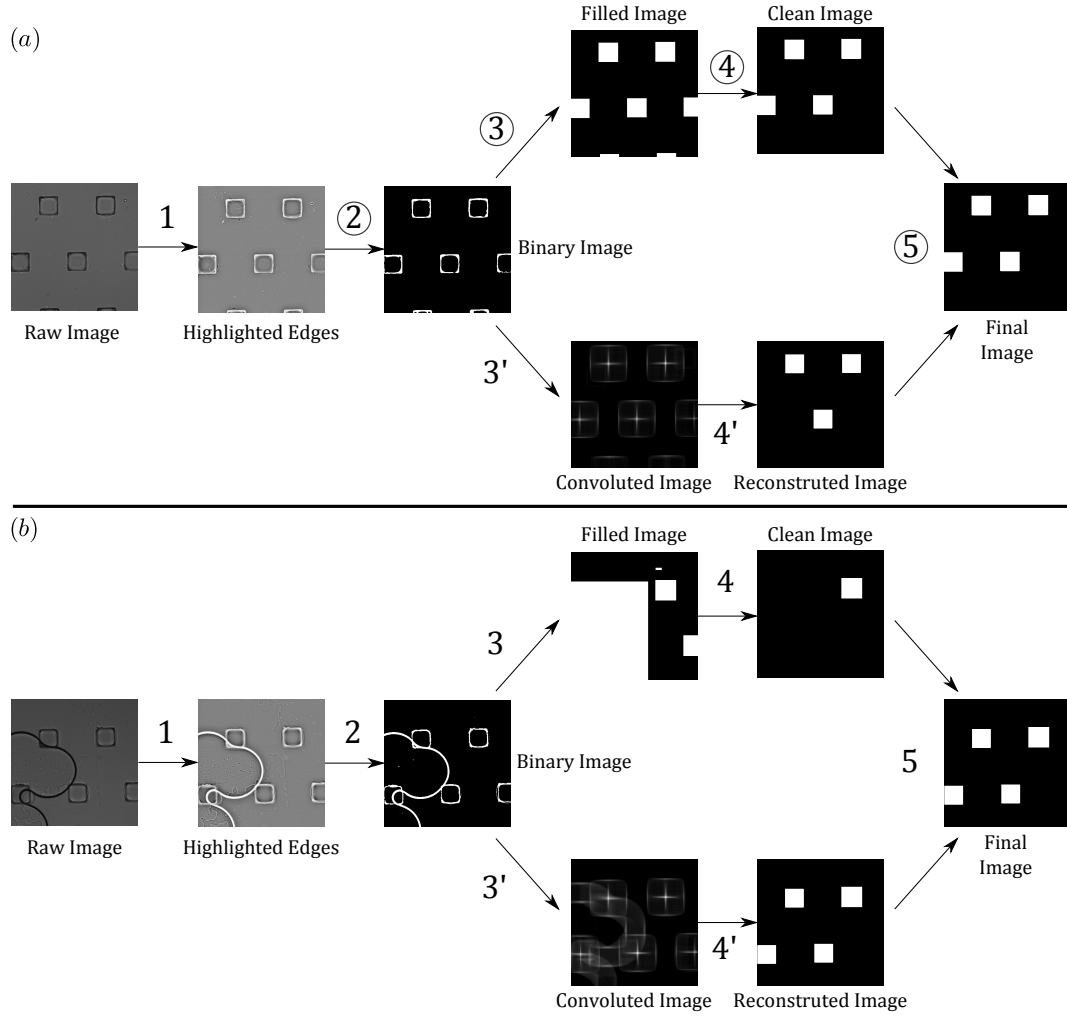 (a)
Filled Image
Clean Image
4
3
1
2
Binary Image
5
Raw Image
Highlighted Edges
Final
Image
3'
4'
Convoluted Image
Reconstruted Image
(b)
Filled Image
Clean Image
4
3
1
2
Binary Image
5
Raw Image
Highlighted Edges
Final
Image
3'
4'
Convoluted Image
Reconstruted Image